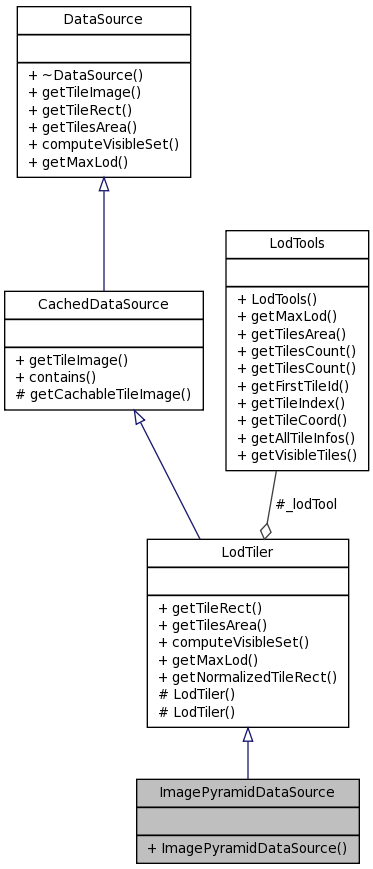 DataSource
+ ~DataSource()
+ getTileImage()
+ getTileRect()
+ getTilesArea()
+ computeVisibleSet()
+ getMaxLod()
LodTools
+ LodTools()
+ getMaxLod()
+ getTilesArea()
+ getTilesCount()
+ getTilesCount()
+ getFirstTileId()
+ getTileIndex()
+ getTileCoord()
+ getAllTileInfos()
+ getVisibleTiles()
CachedDataSource
+ getTileImage()
+ contains()
# getCachableTileImage()
#_lodTool
LodTiler
+ getTileRect()
+ getTilesArea()
+ computeVisibleSet()
+ getMaxLod()
+ getNormalizedTileRect()
# LodTiler()
# LodTiler()
ImagePyramidDataSource
+ ImagePyramidDataSource()